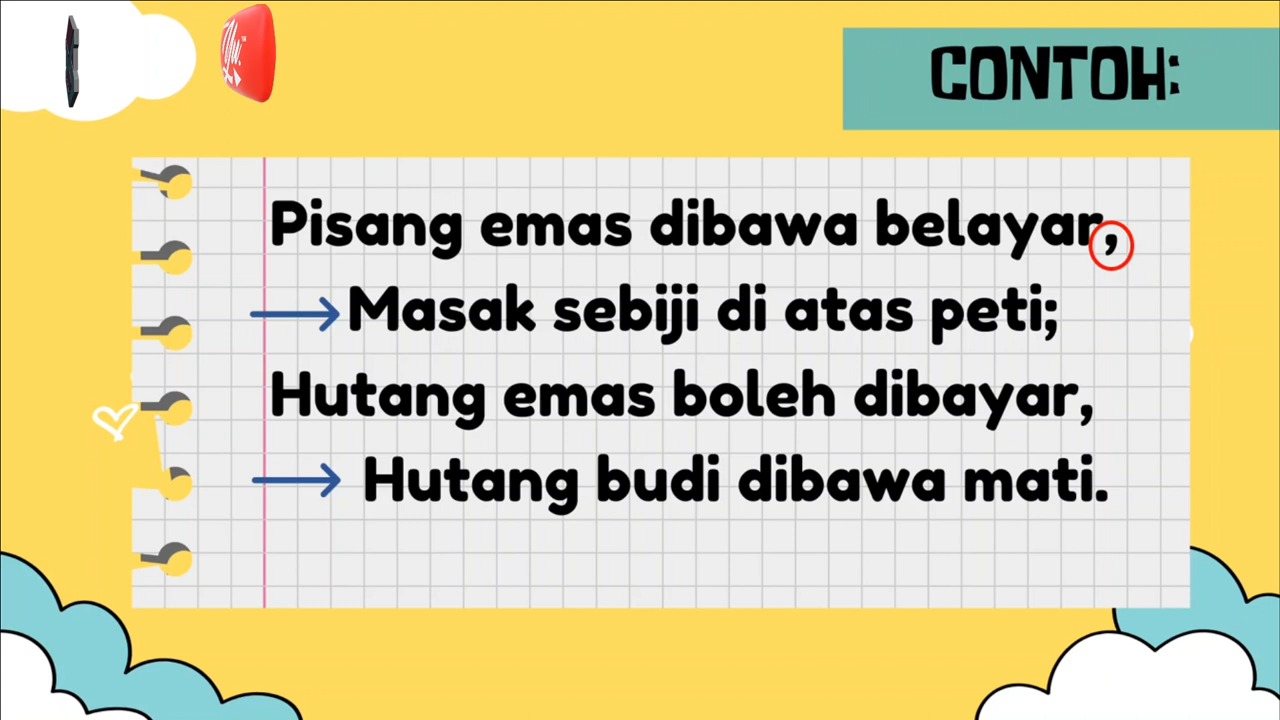 CONTOH:
Pisang emas dibawa belayar,
Masak sebiji di atas peti;
Hutang emas boleh dibayar,
Hutang budi dibawa mati.